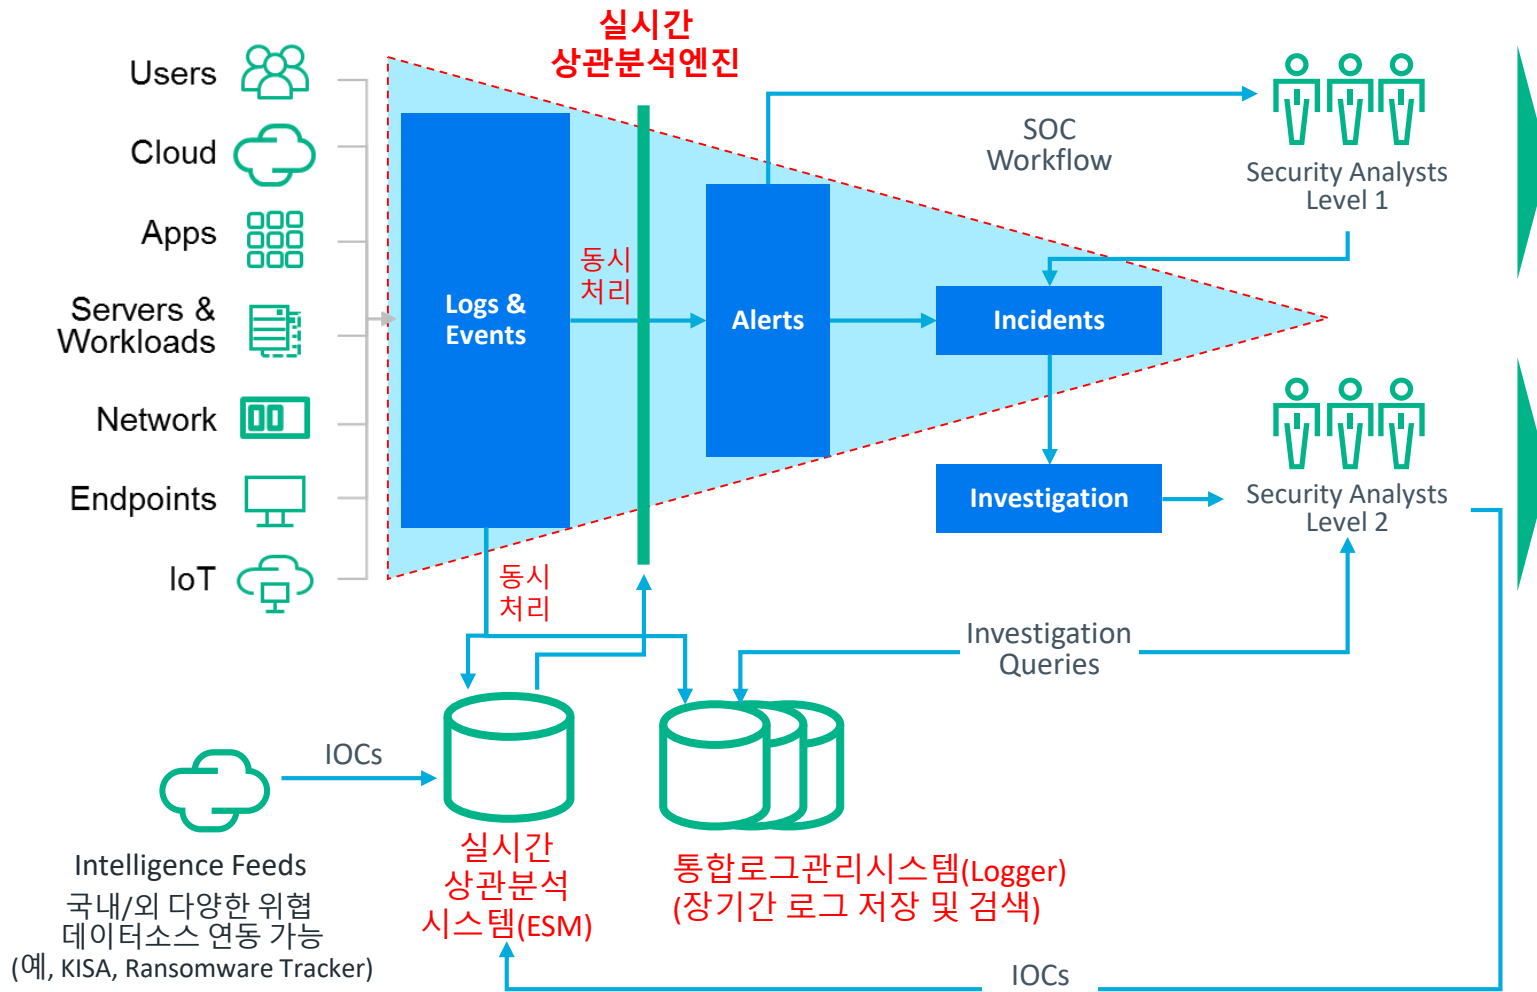 실시간
상관분석엔진
Users
Cloud
Apps
Servers &
Workloads
Network
Endpoints
IoT
Logs &
Events
동시
처리
Alerts
SOC
Workflow
Security Analysts
Level 1
Incidents
Investigation
Security Analysts
Level 2
동시
처리
Investigation
Queries
IOCs
Intelligence Feeds
국내/외 다양한 위협
데이터소스 연동 가능
(예, KISA, Ransomware Tracker)
실시간
상관분석
시스템(ESM)
통합로그관리시스템(Logger)
(장기간 로그 저장 및 검색)
IOCs